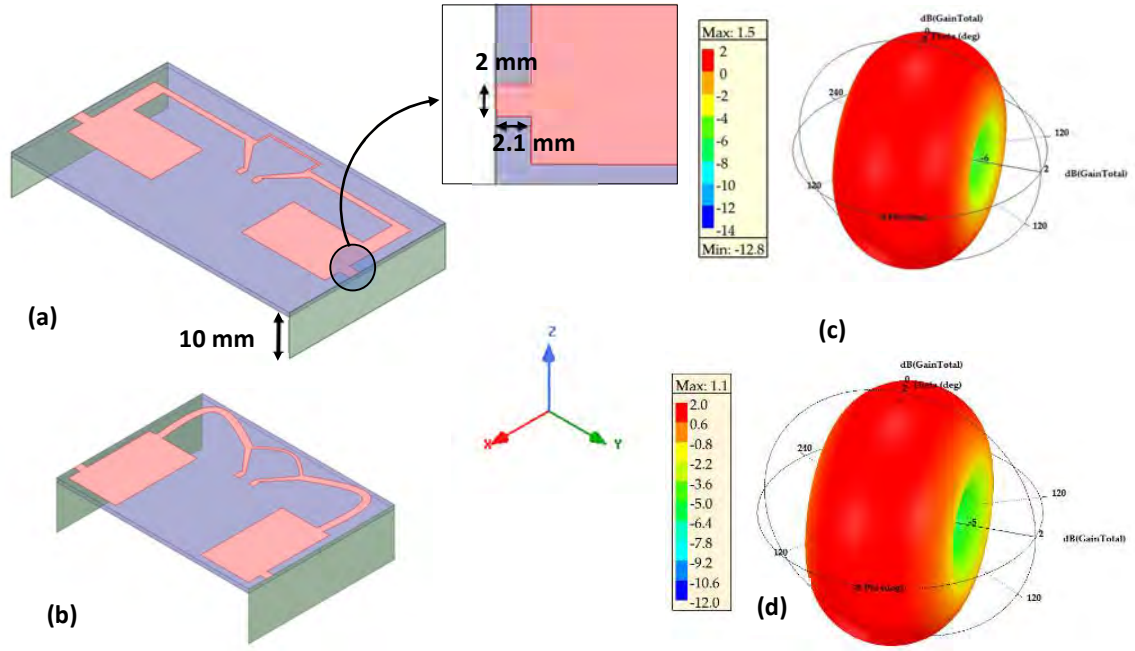 2 mm
2.1 mm
(a)
10 mm
(b)
Z
X
Y
Max: 1.5
2
0
-2
-4
-6
-8
-10
-12
-14
Min: -12.8
dB(GainTotal)
0
240
120
-6
2
dB(GainTotal)
120
120
(c)
Max: 1.1
2.0
0.6
-0.8
-2.2
-3.6
-5.0
-6.4
-7.8
-9.2
-10.6
-12.0
dB(GainTotal)
0
240
120
-5
2
dB(GainTotal)
120
120
(d)